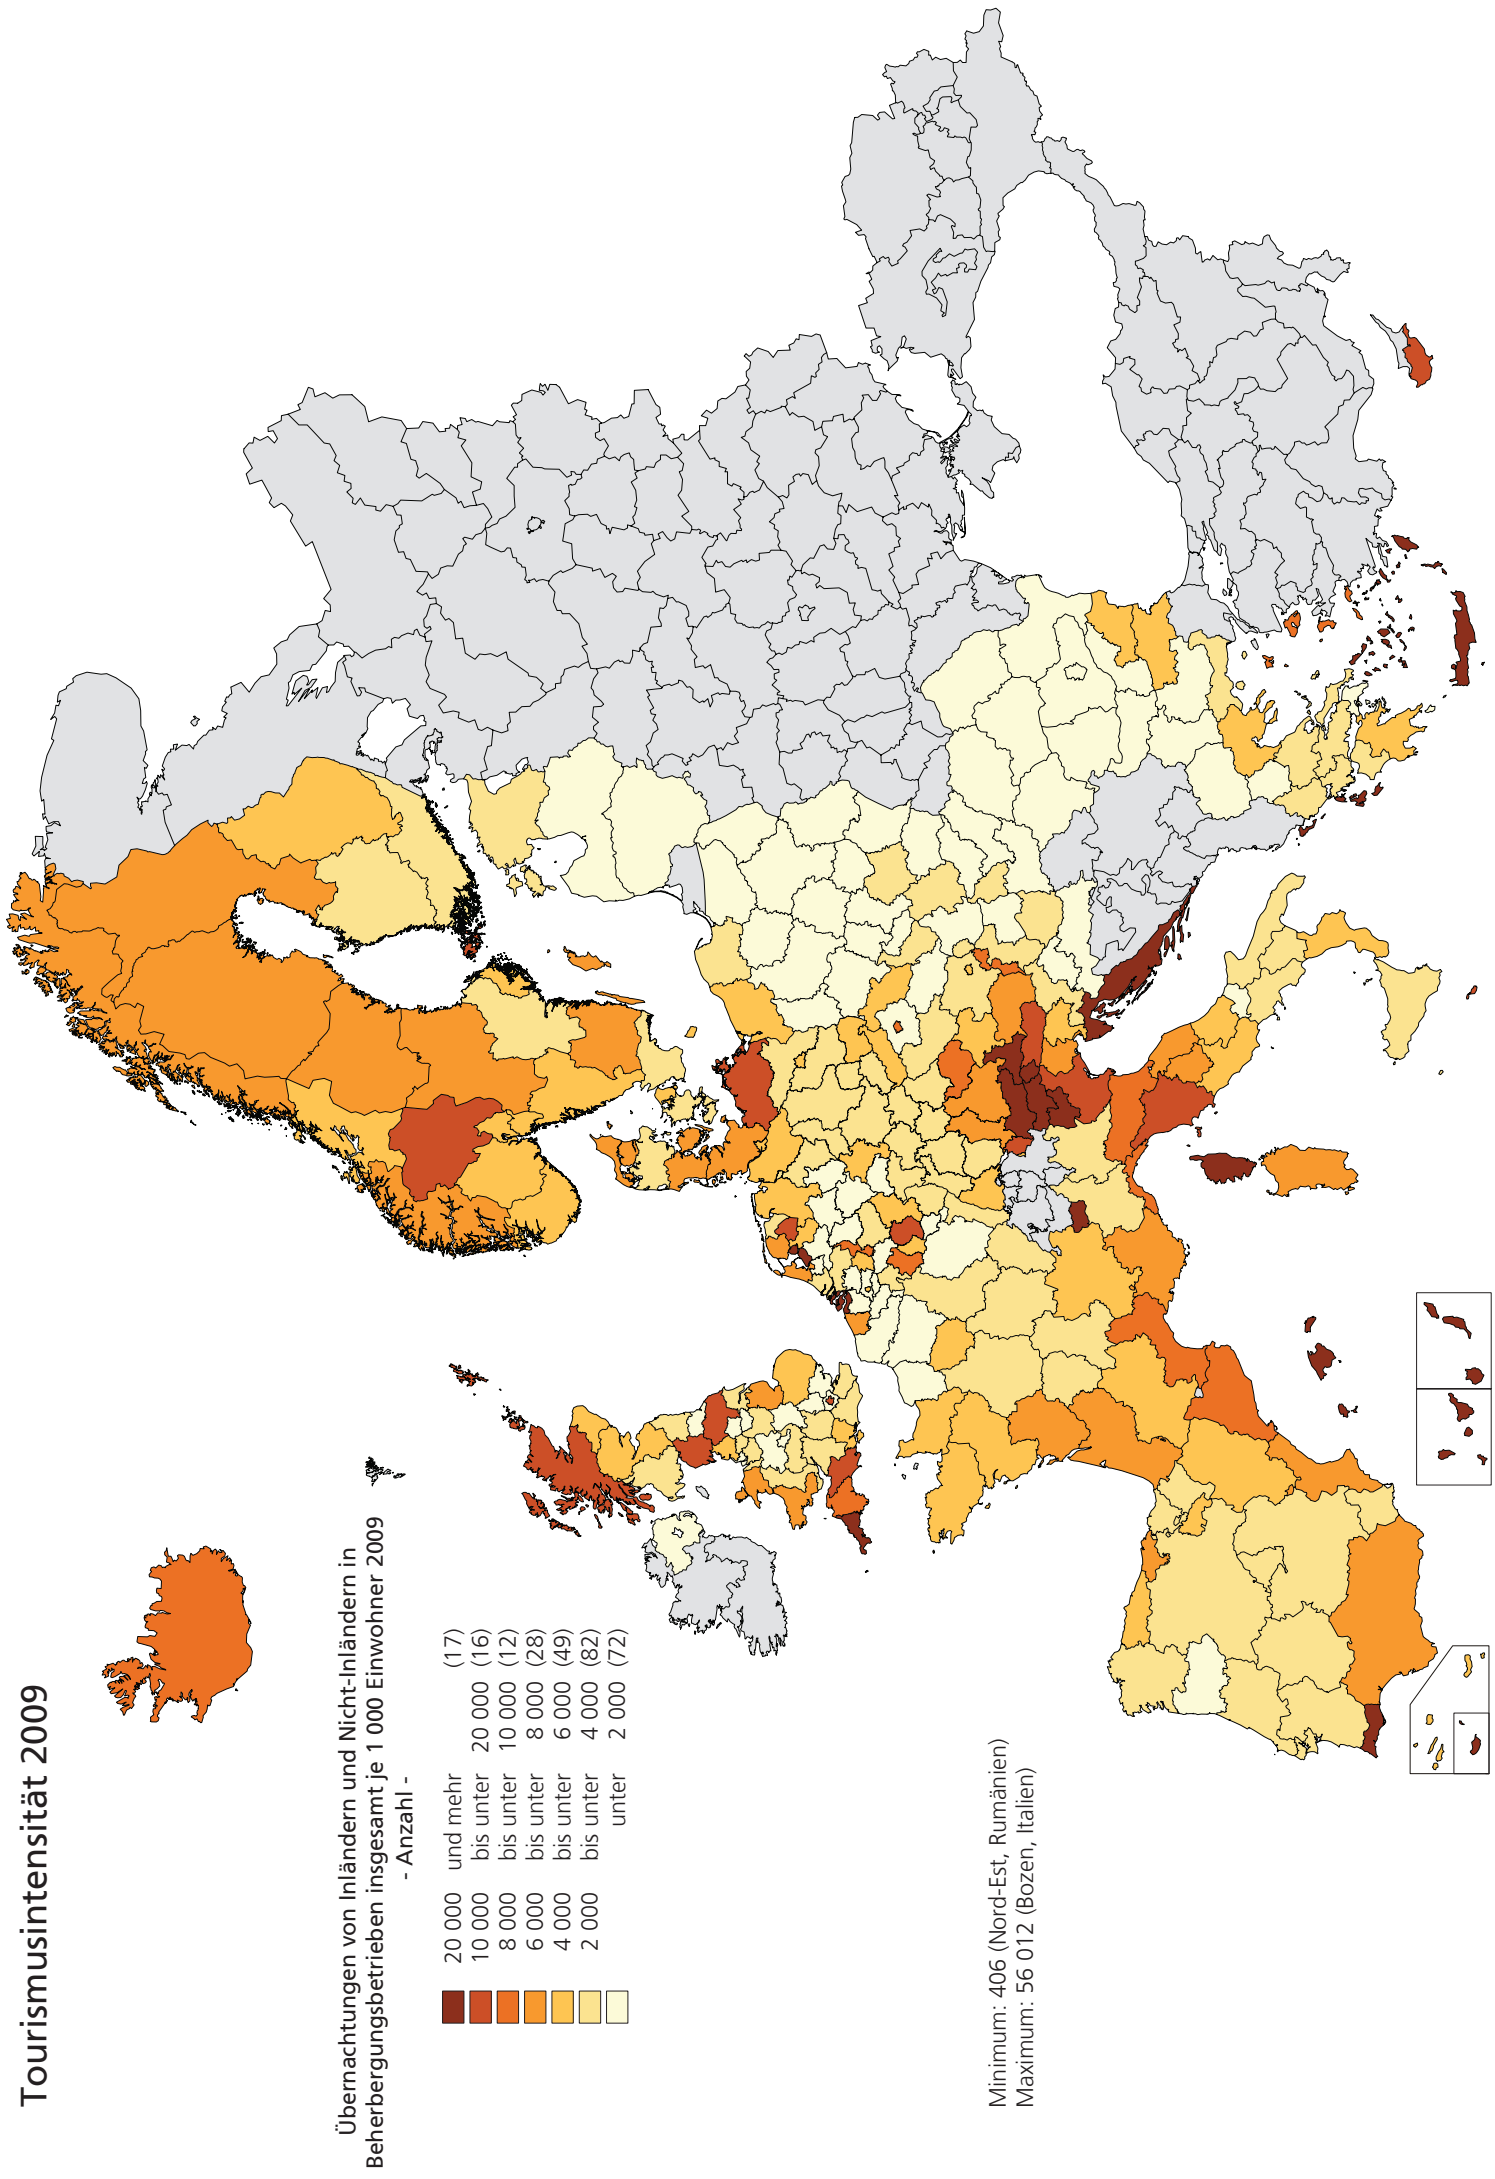 Tourismusintensität 2009
Übernachtungen von Inländern und Nicht-Inländern in
Beherbergungsbetrieben insgesamt je 1 000 Einwohner 2009
- Anzahl -
20 000 und mehr (17)
10 000 bis unter 20 000 (16)
8 000 bis unter 10 000 (12)
6 000 bis unter 8 000 (28)
4 000 bis unter 6 000 (49)
2 000 bis unter 4 000 (82)
unter 2 000 (72)
Minimum: 406 (Nord-Est, Rumänien)
Maximum: 56 012 (Bozen, Italien)